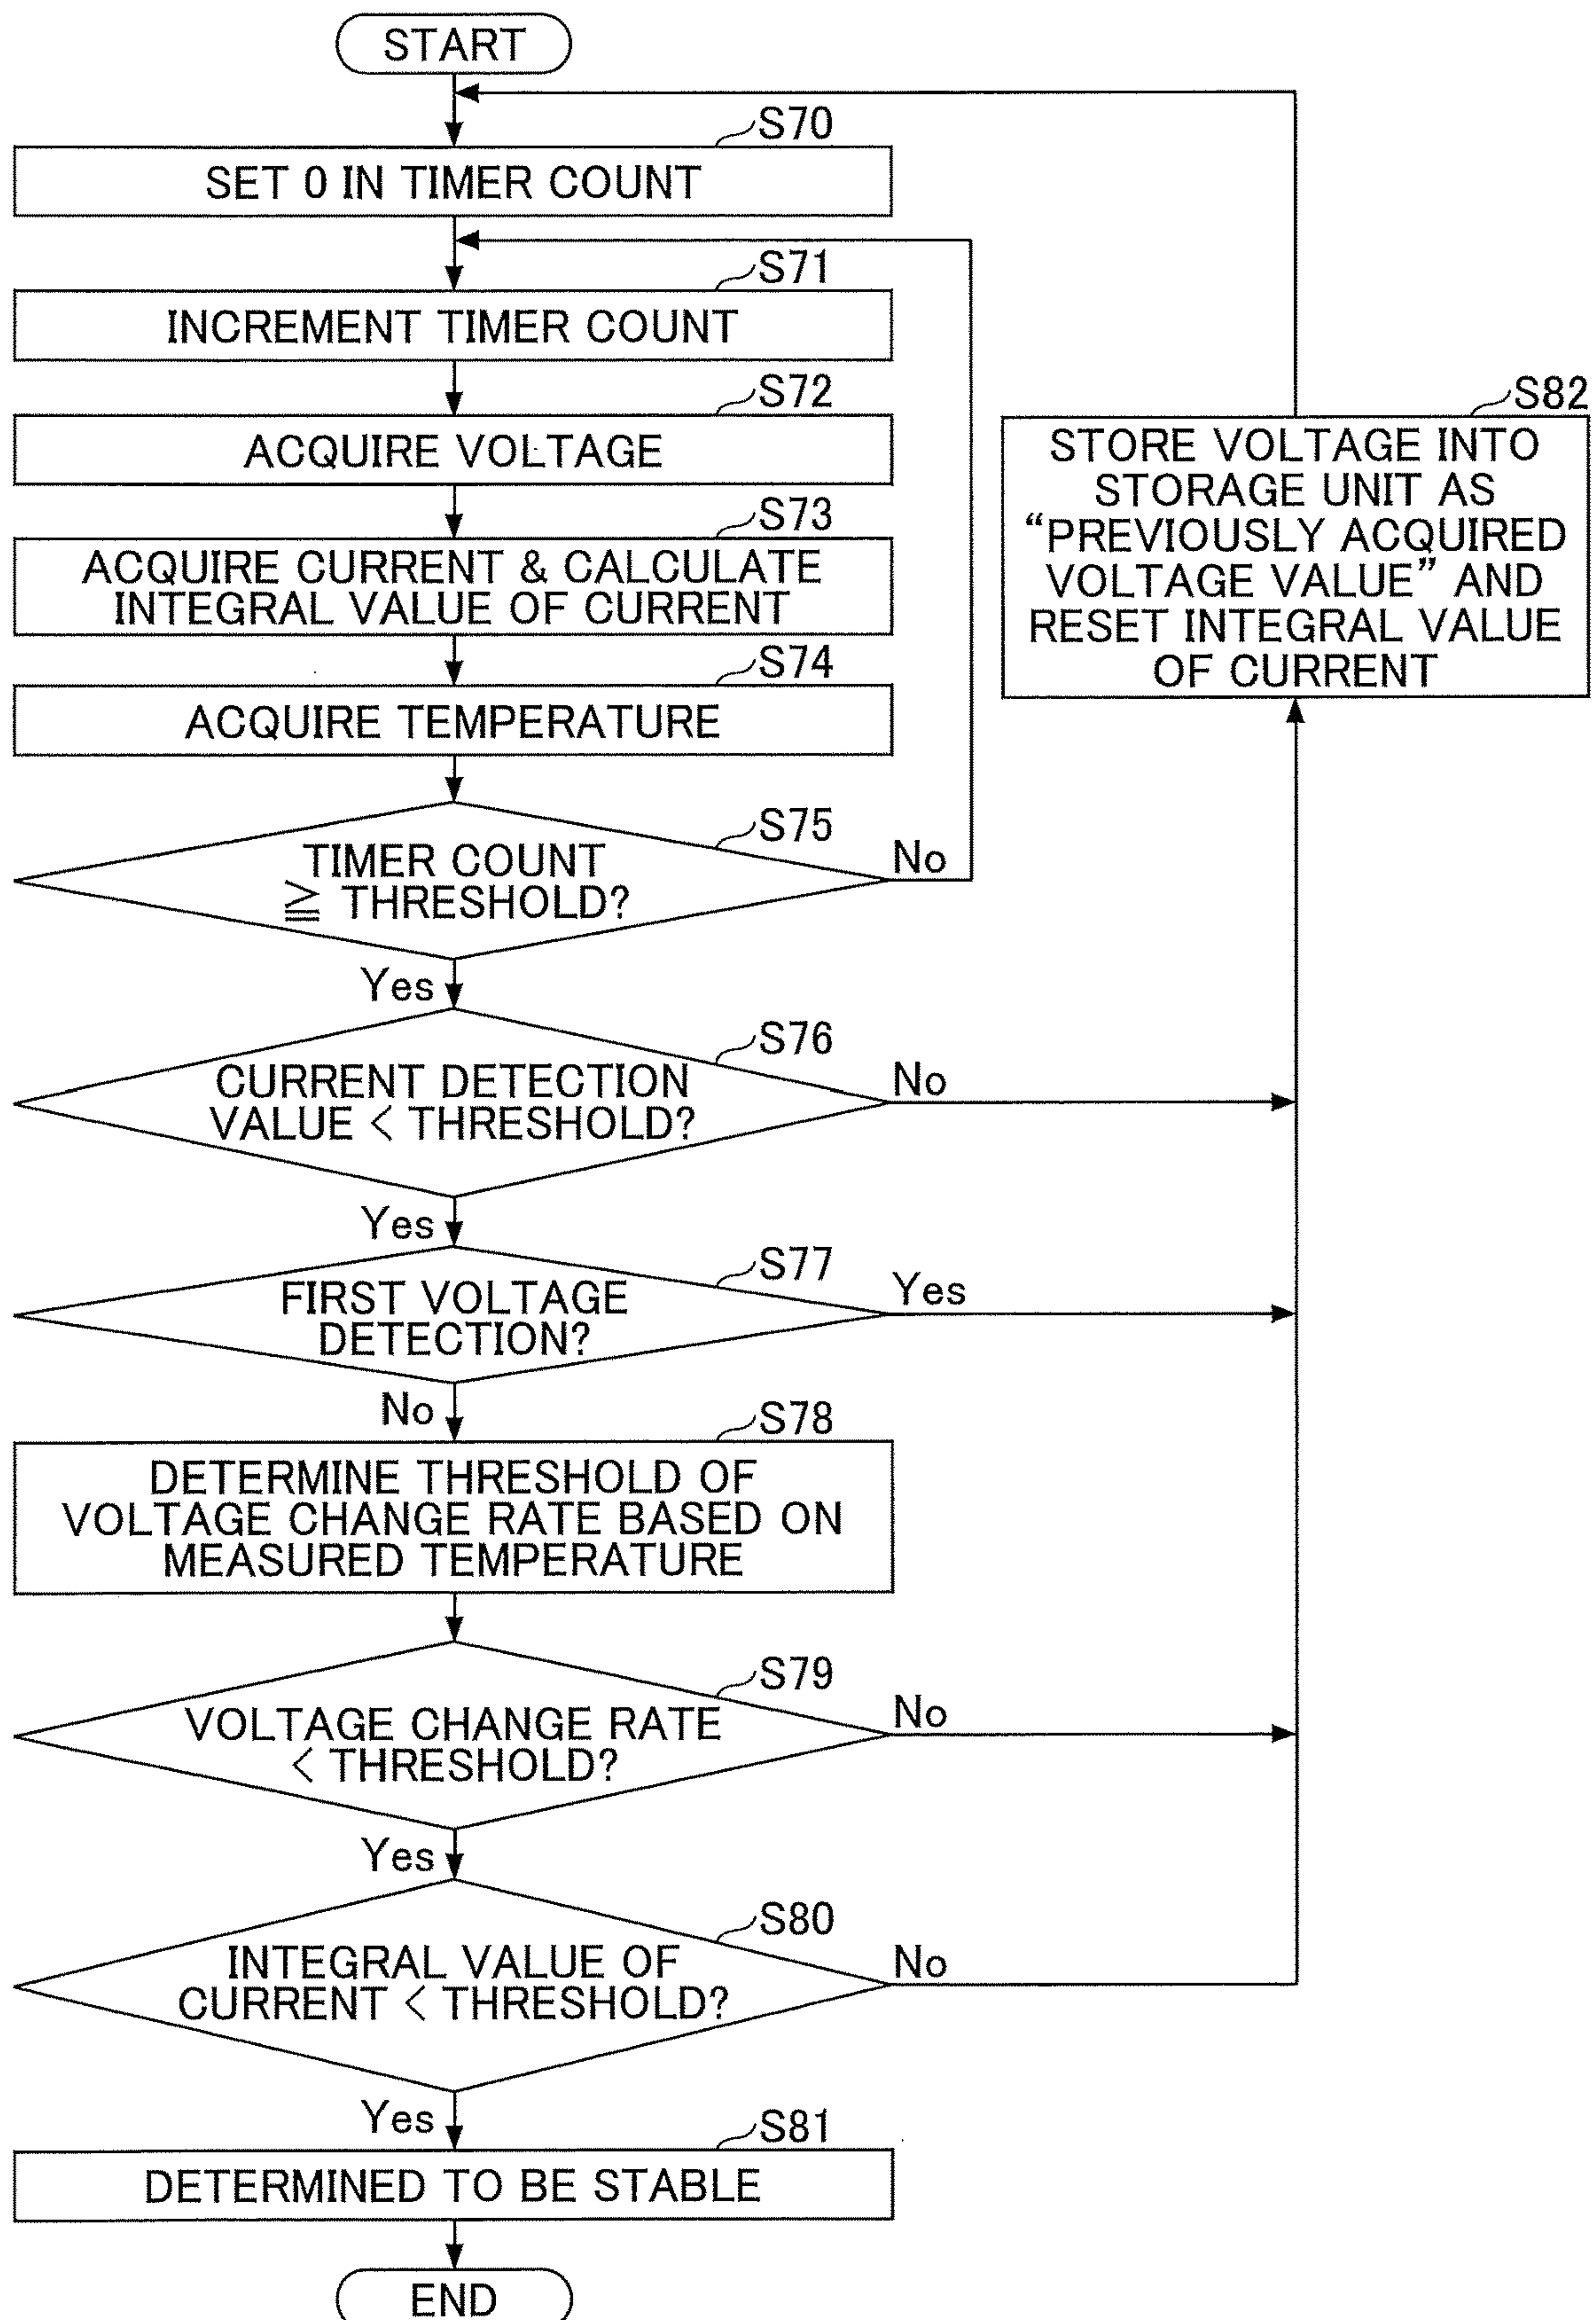 START
S70
SET 0 IN TIMER COUNT
S71
INCREMENT TIMER COUNT
S72
ACQUIRE VOLTAGE
S73
ACQUIRE CURRENT & CALCULATE
INTEGRAL VALUE OF CURRENT
S74
ACQUIRE TEMPERATURE
S75
TIMER COUNT
≧ THRESHOLD?
No
Yes
S76
CURRENT DETECTION
VALUE < THRESHOLD?
No
Yes
S77
FIRST VOLTAGE
DETECTION?
Yes
No
S78
DETERMINE THRESHOLD OF
VOLTAGE CHANGE RATE BASED ON
MEASURED TEMPERATURE
S79
VOLTAGE CHANGE RATE
< THRESHOLD?
No
Yes
S80
INTEGRAL VALUE OF
CURRENT < THRESHOLD?
No
Yes
S81
DETERMINED TO BE STABLE
END
S82
STORE VOLTAGE INTO
STORAGE UNIT AS
“PREVIOUSLY ACQUIRED
VOLTAGE VALUE” AND
RESET INTEGRAL VALUE
OF CURRENT